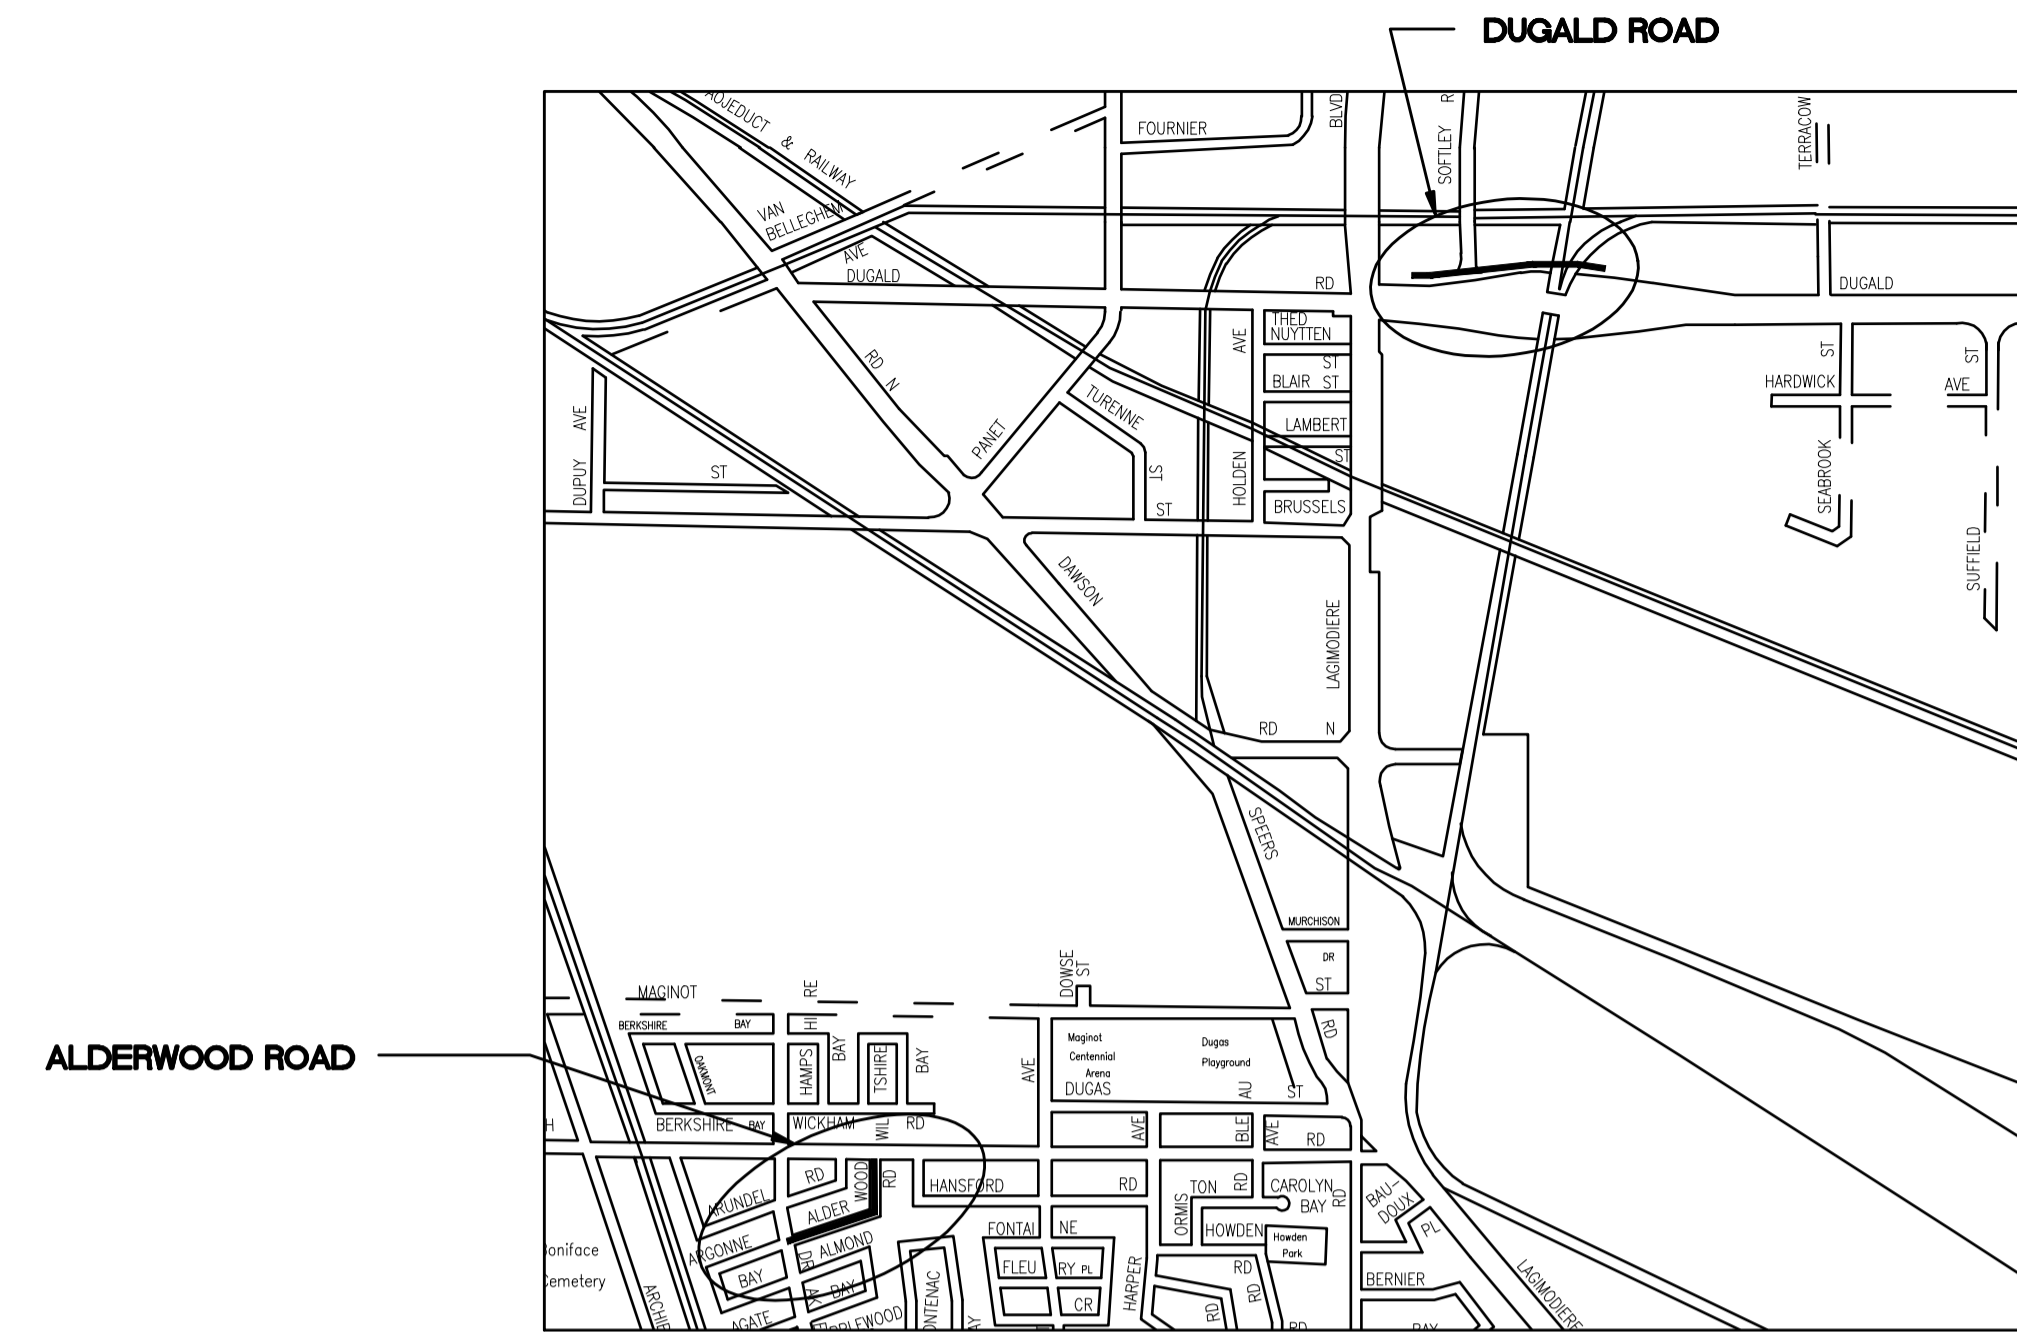 DUGALD ROAD
& RAILWAY
FOURNIER
BLVD
SOFTLEY
VAN
BELLEGHEM
AVE
DUGALD
RD
DUGALD
THED
NUYTTEN
ST
AVE
BLAIR ST
LAMBERT
ST
HOLDEN
BRUSSELS
ST
HARDWICK
AVE
ST
SEABROOK
SUFFIELD
RD N
PANET
TURENNE
ST
ST
DUPUY AVE
ST
DAWSON
LAGIMODIERE
RD N
SPEERS
MURCHISON
DR
ST
RD
DOWSE
ST
MAGINOT
HI RE
BERKSHIRE BAY
OAKMONT
HAMPS
BAY
TSHIRE
BAY
ALDERWOOD ROAD
AVE
Maginot
Centennial
Arena
Dugas
Playground
DUGAS
AU
ST
H
BERKSHIRE BAY
WICKHAM
WIL
RD
AVE
BLE
AVE
RD
ARUNDEL
RD
WOOD
RD
ALDER
HANSFORD
RD
ORMIS
TON
RD
CAROLYN
BAY
RD
BAU-
DOUX
PL
ARGONNE
BAY
ALMOND
DR
BAY
FONTAI NE
HOWDEN
Howden
Park
FLEU RY PL
CR
HARPER
RD
RD
RD
BERNIER
LAGIMODIERE